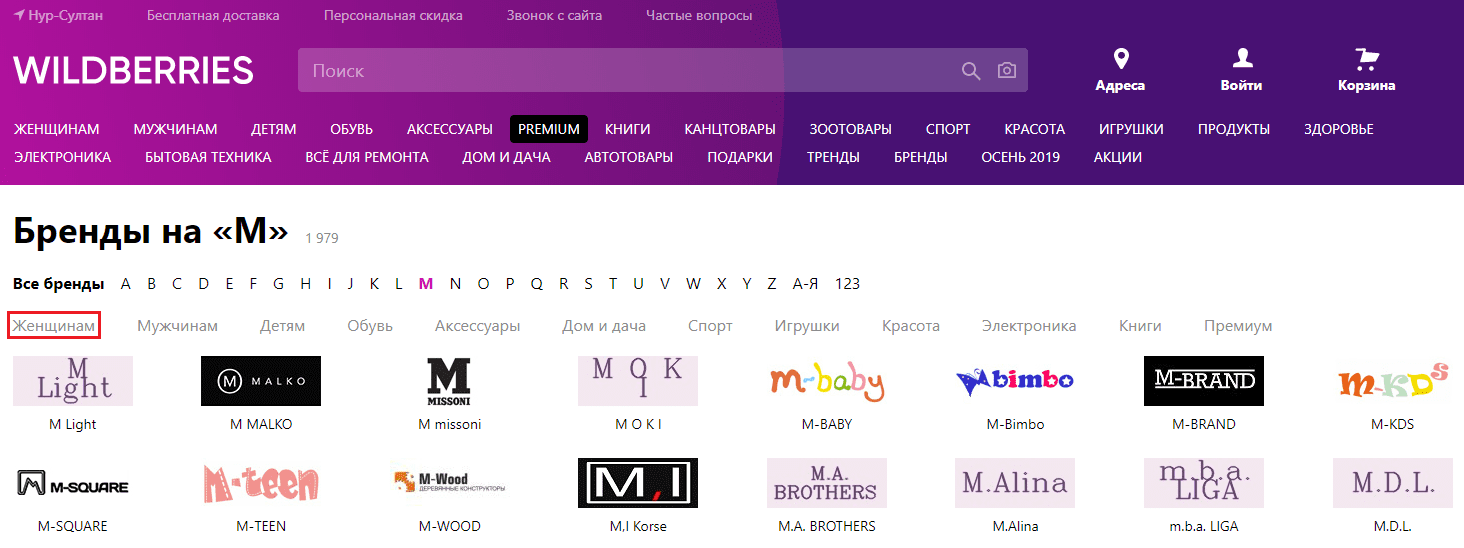 Нур-Султан Бесплатная доставка Персональная скидка Звонок с сайта Частые вопросы
WILDBERRIES Поиск Адреса Войти Корзина
ЖЕНЩИНАМ МУЖЧИНАМ ДЕТЯМ ОБУВЬ АКСЕССУАРЫ PREMIUM КНИГИ КАНЦТОВАРЫ ЗООТОВАРЫ СПОРТ КРАСОТА ИГРУШКИ ПРОДУКТЫ ЗДОРОВЬЕ
ЭЛЕКТРОНИКА БЫТОВАЯ ТЕХНИКА ВСЁ ДЛЯ РЕМОНТА ДОМ И ДАЧА АВТОТОВАРЫ ПОДАРКИ ТРЕНДЫ БРЕНДЫ ОСЕНЬ 2019 АКЦИИ
Бренды на «M» 1 979
Все бренды A B C D E F G H I J K L M N O P Q R S T U V W X Y Z А-Я 123
Женщинам Мужчинам Детям Обувь Аксессуары Дом и дача Спорт Игрушки Красота Электроника Книги Премиум
M Light M MALKO M MISSONI M O K I m-baby bimbo M-BRAND m-KDS
M Light M MALKO M missoni M O K I M-BABY M-Bimbo M-BRAND M-KDS
M-SQUARE M-teen M-Wood ДЕРЕВЯННЫЕ КОНСТРУКТОРЫ M,I M.A. BROTHERS M.Alina m.b.a. LIGA M.D.L.
M-SQUARE M-TEEN M-WOOD M,I Korse M.A. BROTHERS M.Alina m.b.a. LIGA M.D.L.